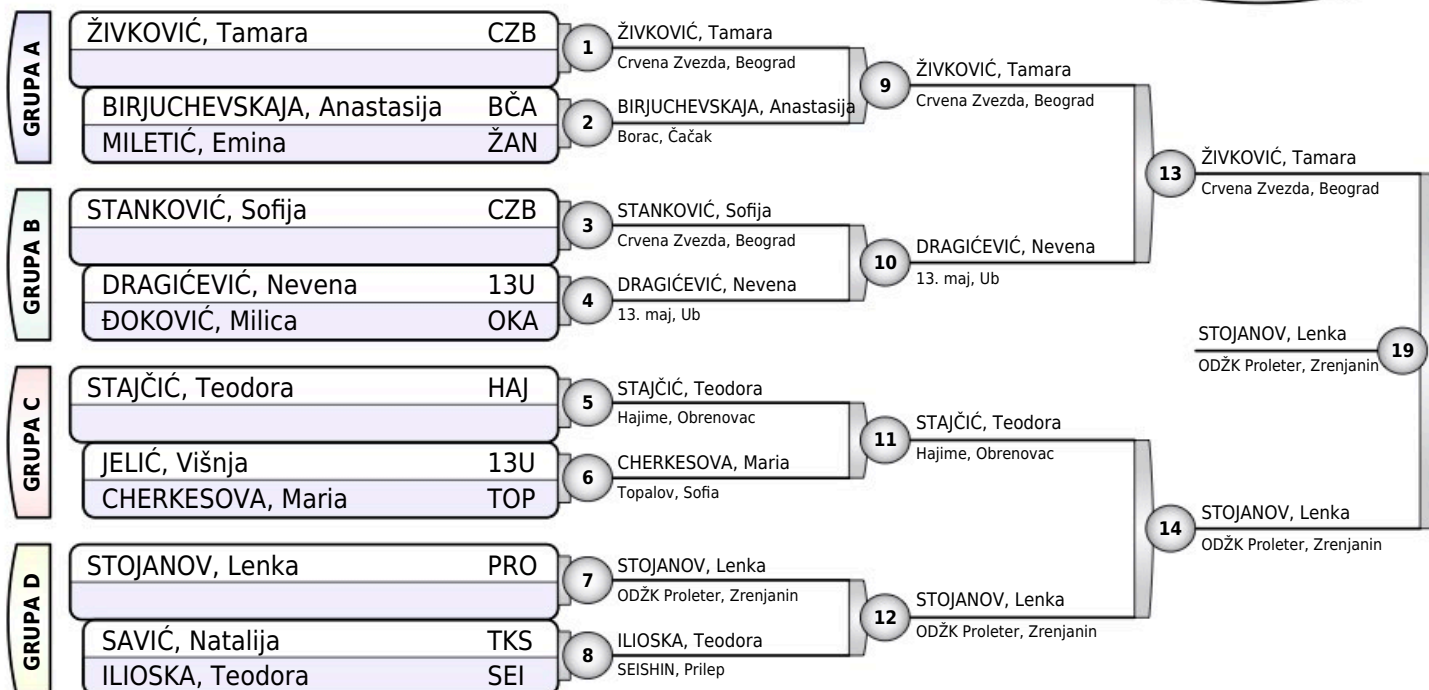 GRUPA A
ŽIVKOVIĆ, Tamara CZB
BIRJUCHEVSKAJA, Anastasija BČA
MILETIĆ, Emina ŽAN
GRUPA B
STANKOVIĆ, Sofija CZB
DRAGIĆEVIĆ, Nevena 13U
ĐOKOVIĆ, Milica OKA
GRUPA C
STAJČIĆ, Teodora HAJ
JELIĆ, Višnja 13U
CHERKESOVA, Maria TOP
GRUPA D
STOJANOV, Lenka PRO
SAVIĆ, Natalija TKS
ILIOSKA, Teodora SEI
1
ŽIVKOVIĆ, Tamara
Crvena Zvezda, Beograd
2
BIRJUCHEVSKAJA, Anastasija
Borac, Čačak
3
STANKOVIĆ, Sofija
Crvena Zvezda, Beograd
4
DRAGIĆEVIĆ, Nevena
13. maj, Ub
5
STAJČIĆ, Teodora
Hajime, Obrenovac
6
CHERKESOVA, Maria
Topalov, Sofia
7
STOJANOV, Lenka
ODŽK Proleter, Zrenjanin
8
ILIOSKA, Teodora
SEISHIN, Prilep
9
ŽIVKOVIĆ, Tamara
Crvena Zvezda, Beograd
10
DRAGIĆEVIĆ, Nevena
13. maj, Ub
11
STAJČIĆ, Teodora
Hajime, Obrenovac
12
STOJANOV, Lenka
ODŽK Proleter, Zrenjanin
13
ŽIVKOVIĆ, Tamara
Crvena Zvezda, Beograd
14
STOJANOV, Lenka
ODŽK Proleter, Zrenjanin
STOJANOV, Lenka
ODŽK Proleter, Zrenjanin
19